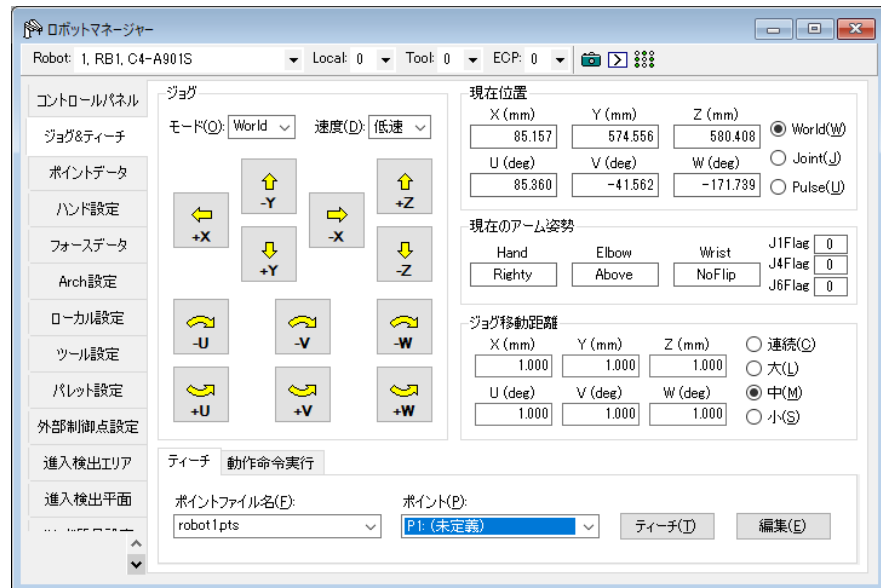 ロボットマネージャー
Robot: 1, RB1, C4-A901S Local: 0 Tool: 0 ECP: 0
コントロールパネル
ジョグ&ティーチ
ポイントデータ
ハンド設定
フォースデータ
Arch設定
ローカル設定
ツール設定
パレット設定
外部制御点設定
進入検出エリア
進入検出平面
ジョグ
モード(O): World 速度(D): 低速
-Y
+Z
+X
-X
+Y
-Z
-U -V -W
+U +V +W
現在位置
X (mm) Y (mm) Z (mm)
85.157 574.556 580.408
U (deg) V (deg) W (deg)
85.360 -41.562 -171.739
World(W)
Joint(J)
Pulse(U)
現在のアーム姿勢
Hand Elbow Wrist
Righty Above NoFlip
J1Flag 0
J4Flag 0
J6Flag 0
ジョグ移動距離
X (mm) Y (mm) Z (mm)
1.000 1.000 1.000
U (deg) V (deg) W (deg)
1.000 1.000 1.000
連続(C)
大(L)
中(M)
小(S)
ティーチ 動作命令実行
ポイントファイル名(F): ポイント(P):
robot1.pts P1: (未定義) ティーチ(T) 編集(E)